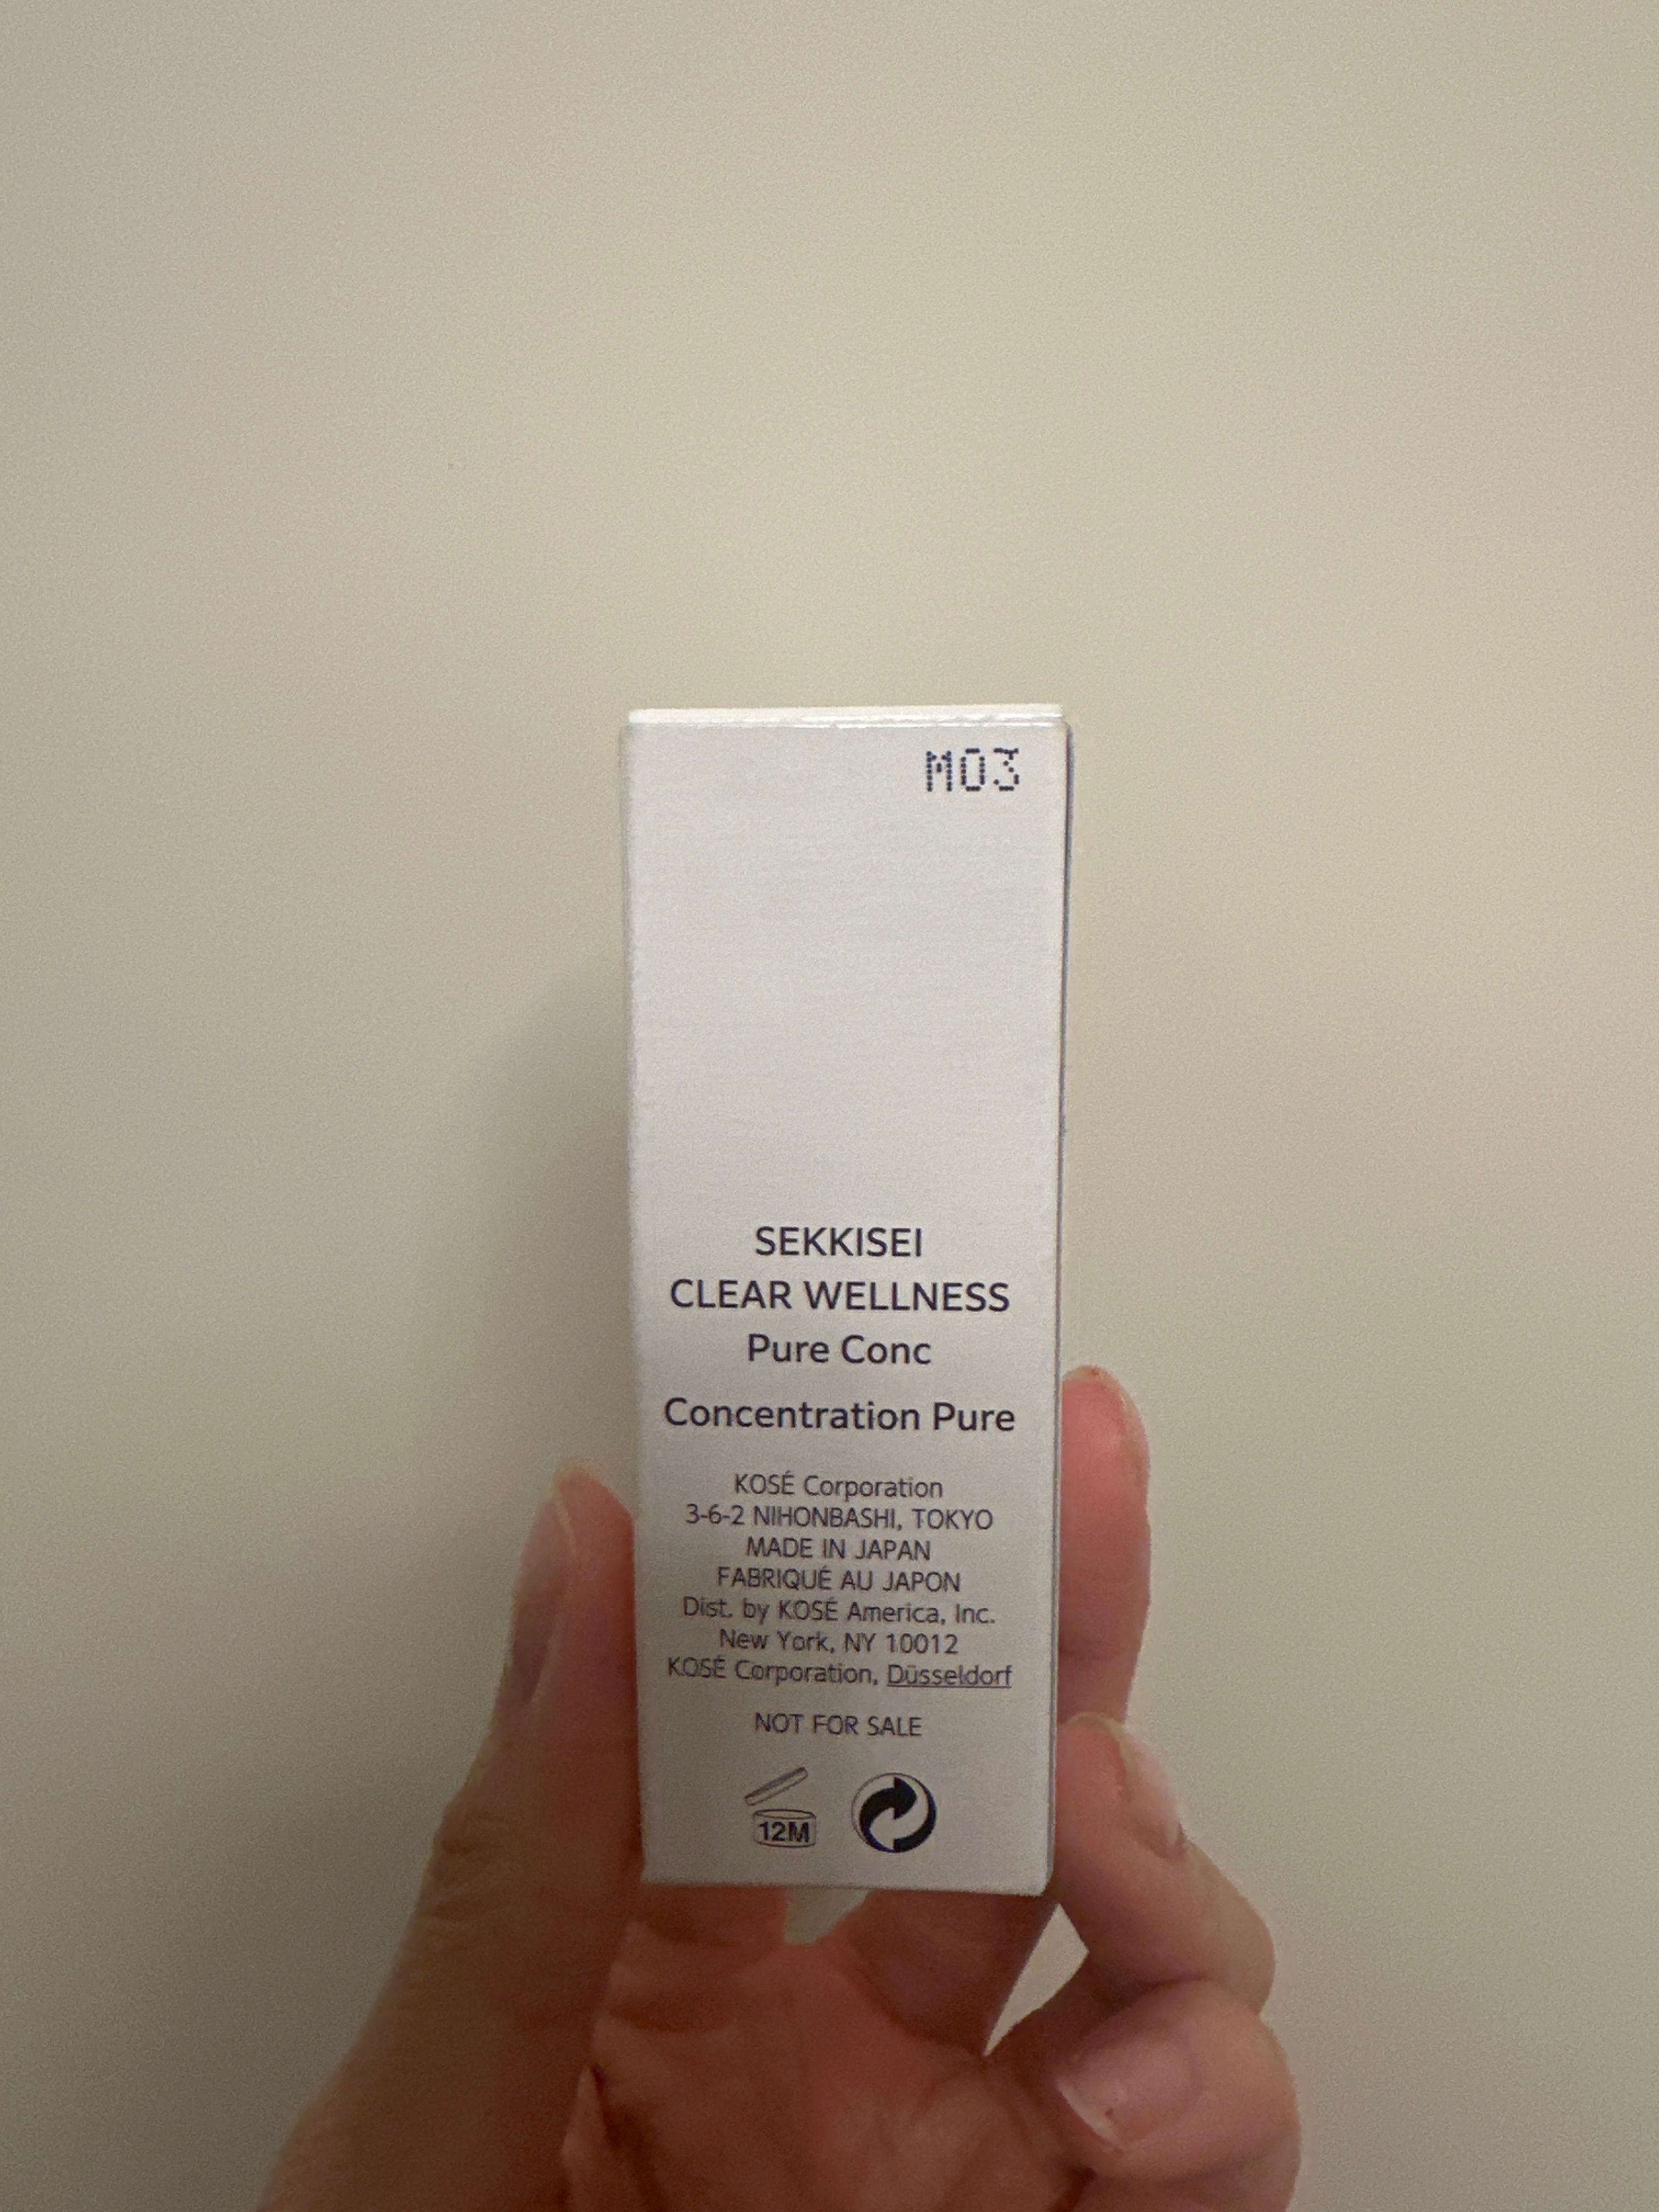 M03
SEKKISEI
CLEAR WELLNESS
Pure Conc
Concentration Pure
KOSÉ Corporation
3-6-2 NIHONBASHI, TOKYO
MADE IN JAPAN
FABRIQUÉ AU JAPON
Dist. by KOSÉ America, Inc.
New York, NY 10012
KOSÉ Corporation, Düsseldorf
NOT FOR SALE
12M